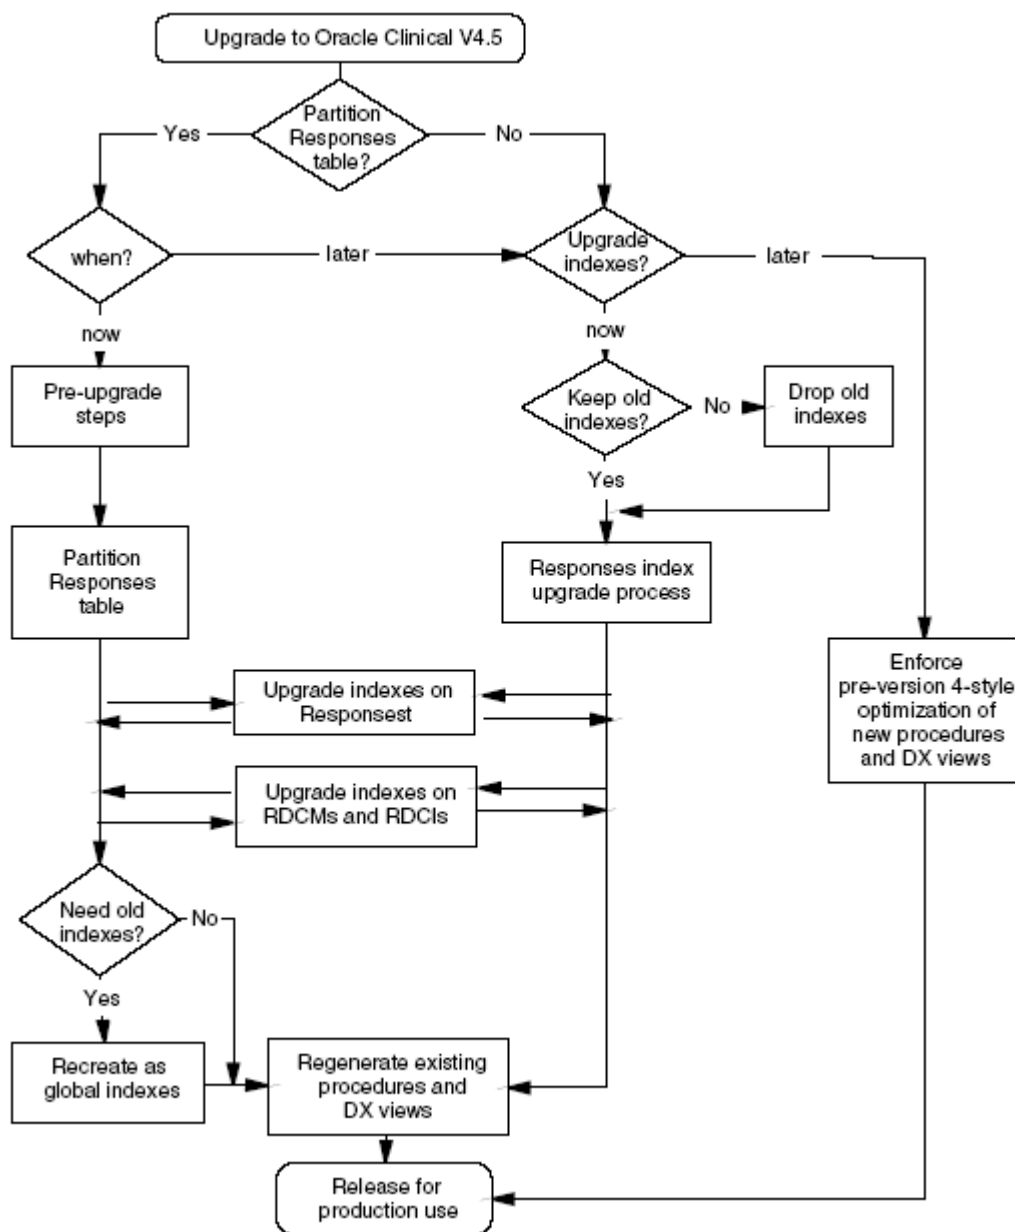 Upgrade to Oracle Clinical V4.5
Partition
Responses
table?
Yes
No
when?
later
Upgrade
indexes?
later
now
now
Pre-upgrade
steps
Keep old
indexes?
No
Drop old
indexes
Yes
Partition
Responses
table
Responses index
upgrade process
Enforce
pre-version 4-style
optimization of
new procedures
and DX views
Upgrade indexes on
Responsest
Upgrade indexes on
RDCMs and RDCIs
Need old
indexes?
No
Yes
Recreate as
global indexes
Regenerate existing
procedures and
DX views
Release for
production use